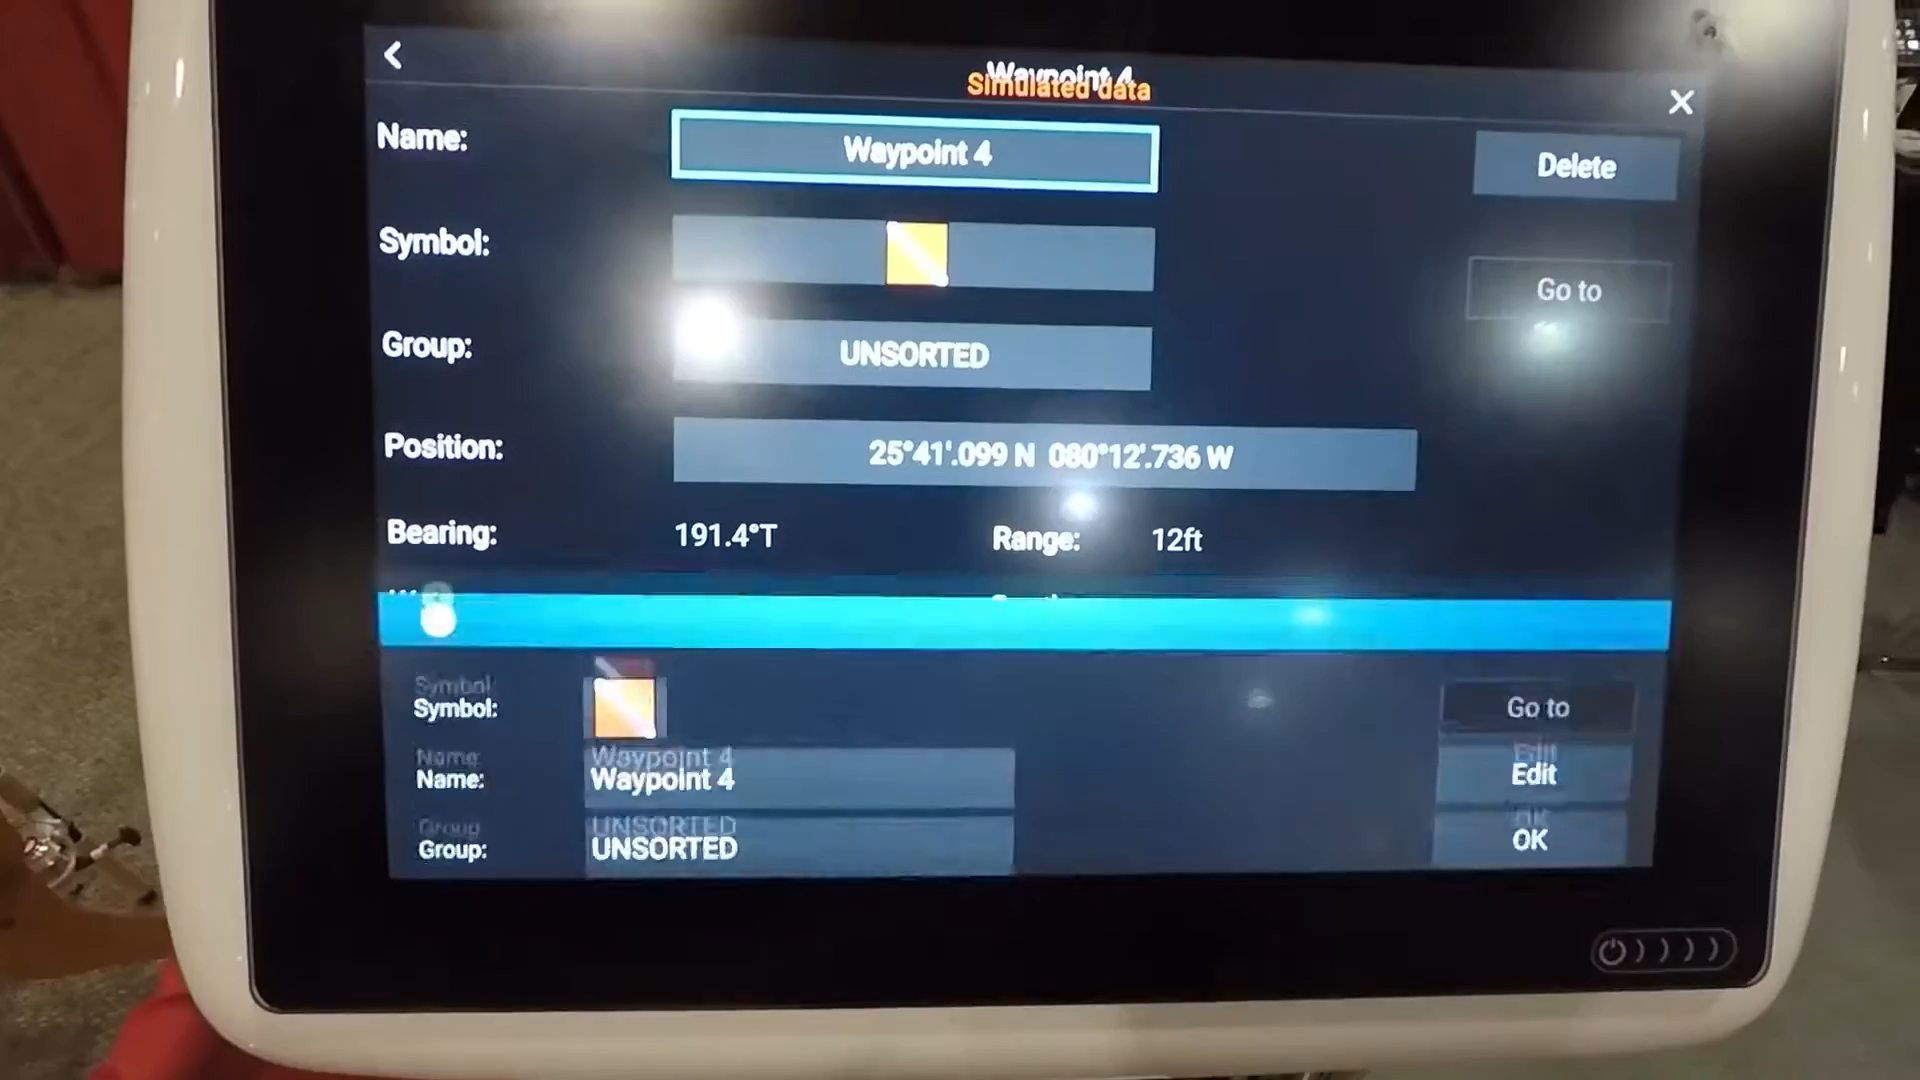 Waypoint 4
Simulated data
Name:
Waypoint 4
Delete
Symbol:
Go to
Group:
UNSORTED
Position:
25°41'.099 N 080°12'.736 W
Bearing:
191.4°T
Range:
12ft
Symbol
Symbol:
Go to
Name
Waypoint 4
Edit
Name:
Waypoint 4
Edit
Group
UNSORTED
OK
Group:
UNSORTED
OK